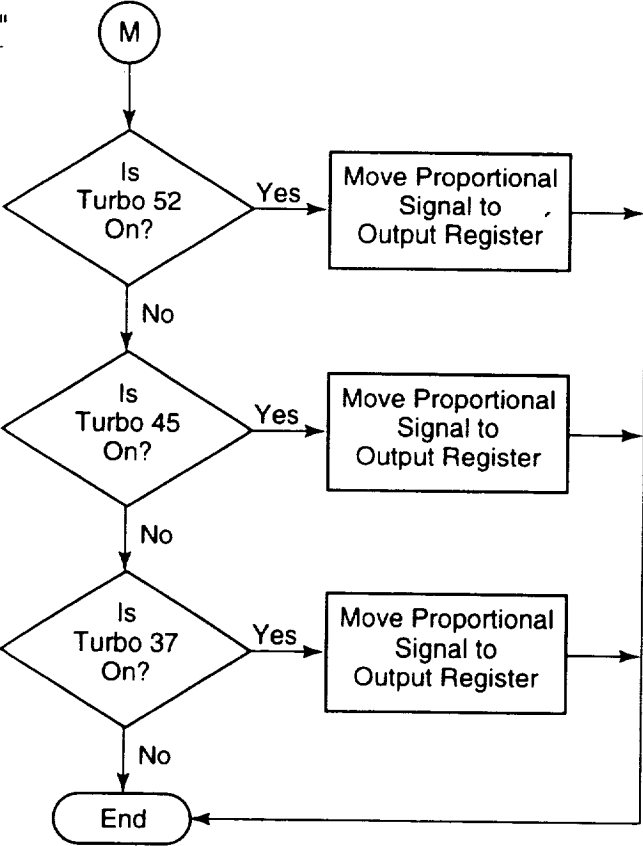 "
M
Is
Turbo 52
On?
Yes
Move Proportional
Signal to
Output Register
No
Is
Turbo 45
On?
Yes
Move Proportional
Signal to
Output Register
No
Is
Turbo 37
On?
Yes
Move Proportional
Signal to
Output Register
No
End